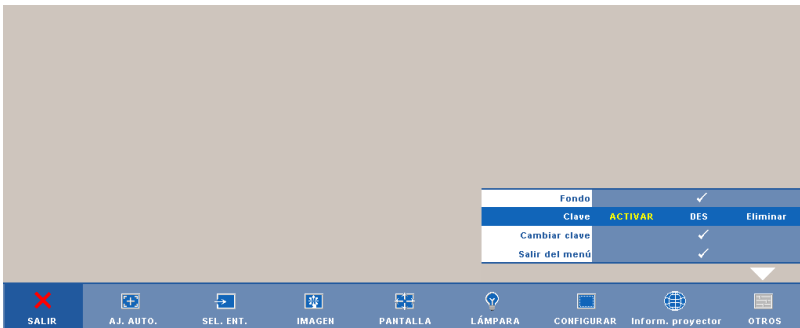 Fondo
Clave ACTIVAR DES Eliminar
Cambiar clave
Salir del menú
SALIR AJ. AUTO. SEL. ENT. IMAGEN PANTALLA LÁMPARA CONFIGURAR Inform. proyector OTROS